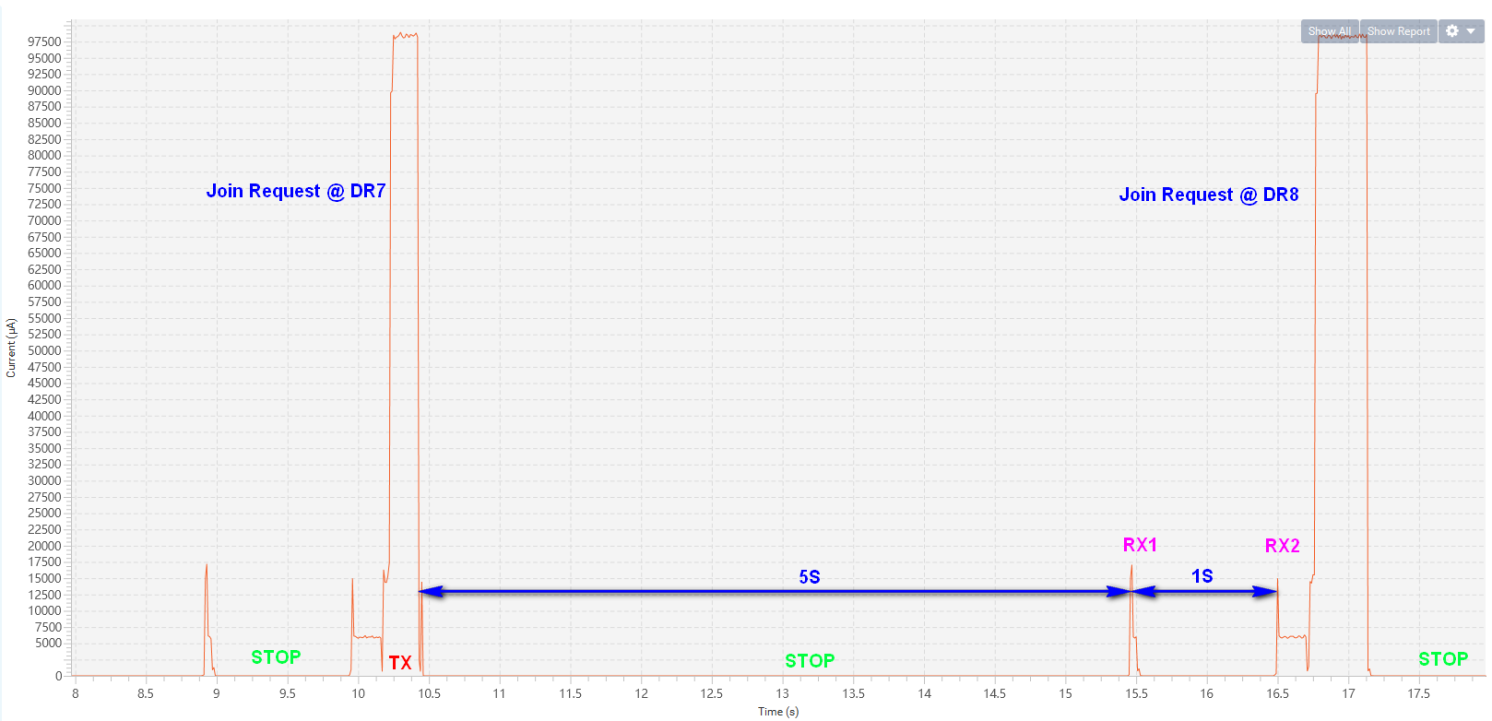 Show All Show Report
97500
95000
92500
90000
87500
85000
82500
80000
77500
75000
72500
70000
67500
65000
62500
60000
57500
55000
52500
50000
47500
45000
42500
40000
37500
35000
32500
30000
27500
25000
22500
20000
17500
15000
12500
10000
7500
5000
0
Current (µA)
Join Request @ DR7
Join Request @ DR8
RX1
RX2
5S
1S
STOP
TX
STOP
STOP
8 8.5 9 9.5 10 10.5 11 11.5 12 12.5 13 13.5 14 14.5 15 15.5 16 16.5 17 17.5
Time (s)